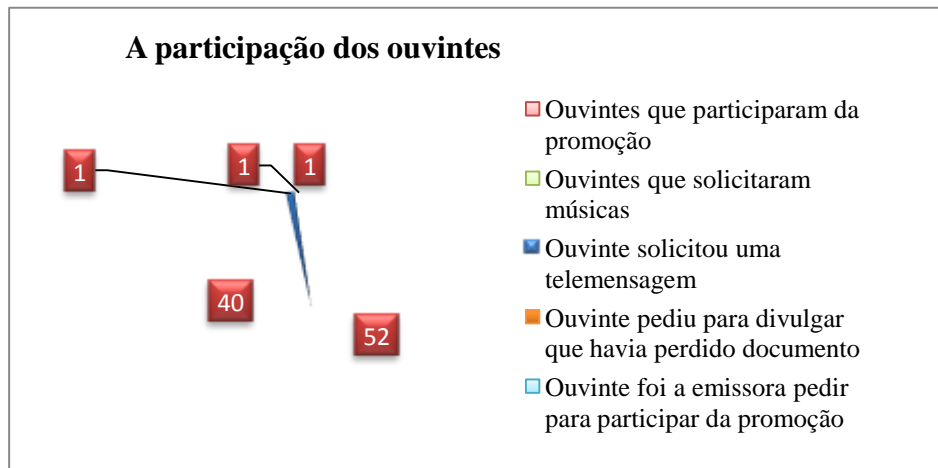 A participação dos ouvintes
1
1
1
40
52
Ouvintes que participaram da
promoção
Ouvintes que solicitaram
músicas
Ouvinte solicitou uma
telemensagem
Ouvinte pediu para divulgar
que havia perdido documento
Ouvinte foi a emissora pedir
para participar da promoção